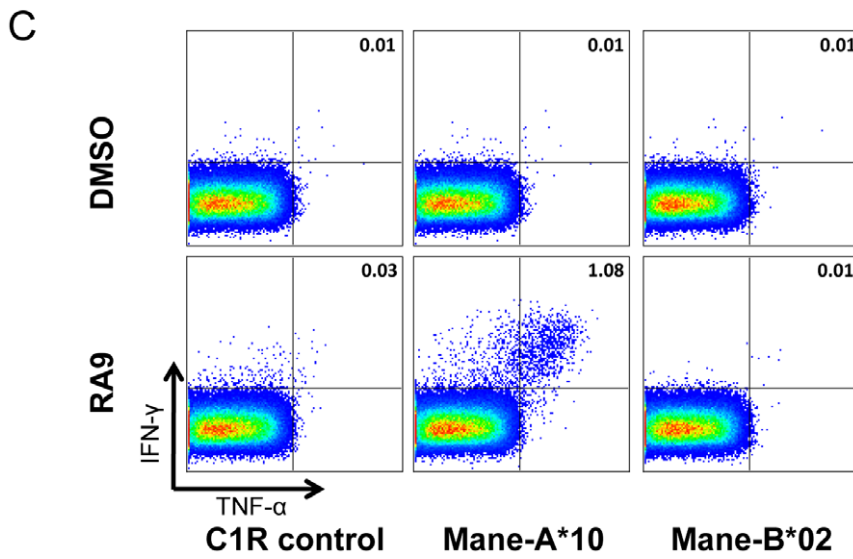 C
DMSO
0.01
0.01
0.01
RA9
0.03
1.08
0.01
IFN-γ
TNF-α
C1R control
Mane-A*10
Mane-B*02